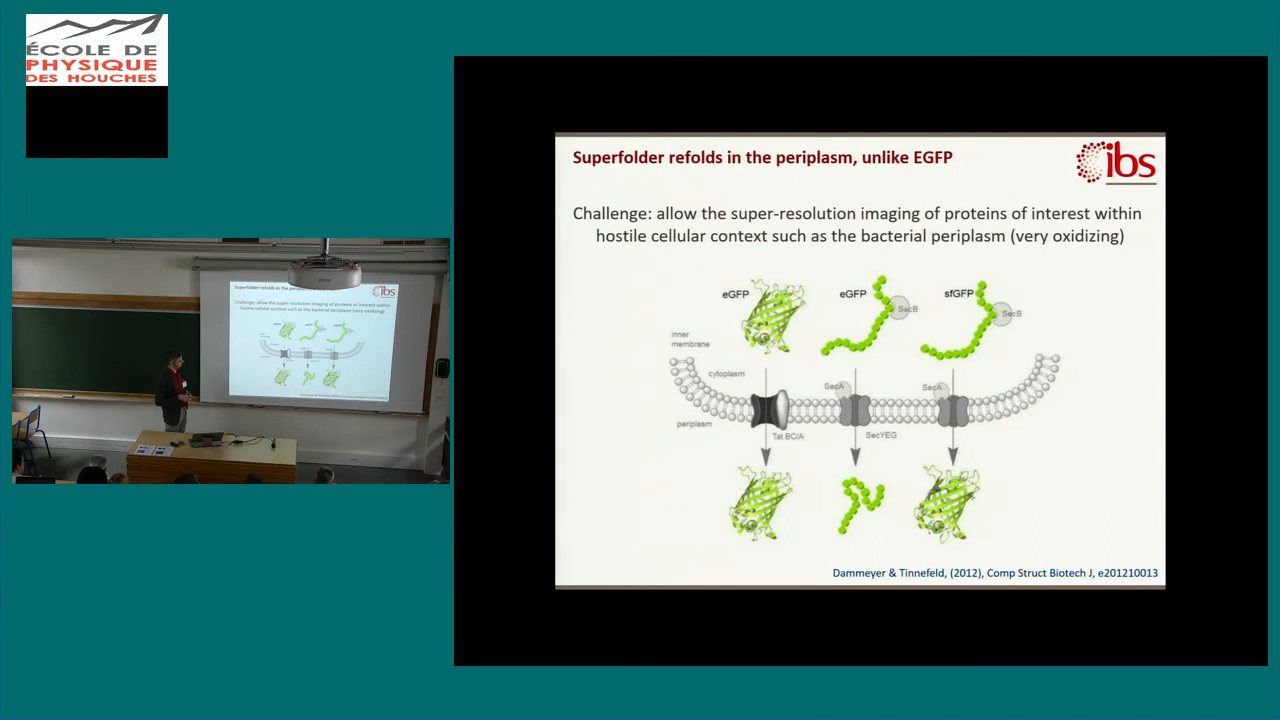 ÉCOLE DE
PHYSIQUE
DES HOUCHES
Superfolder refolds in the periplasm, unlike EGFP
ibs
Challenge: allow the super-resolution imaging of proteins of interest within
hostile cellular context such as the bacterial periplasm (very oxidizing)
eGFP
eGFP
sfGFP
SecB
SecB
inner
membrane
cytoplasm
SecA
SecA
periplasm
Tat BC/A
SecYEG
Dammeyer & Tinnefeld, (2012), Comp Struct Biotech J, e201210013